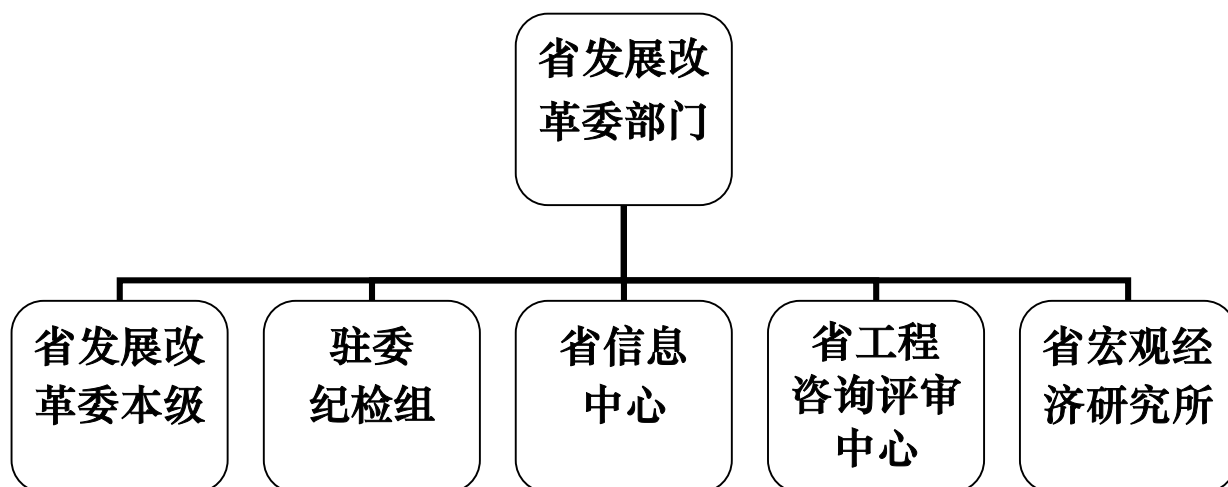 省发展改
革委部门
省发展改
革委本级
驻委
纪检组
省信息
中心
省工程
咨询评审
中心
省宏观经
济研究所